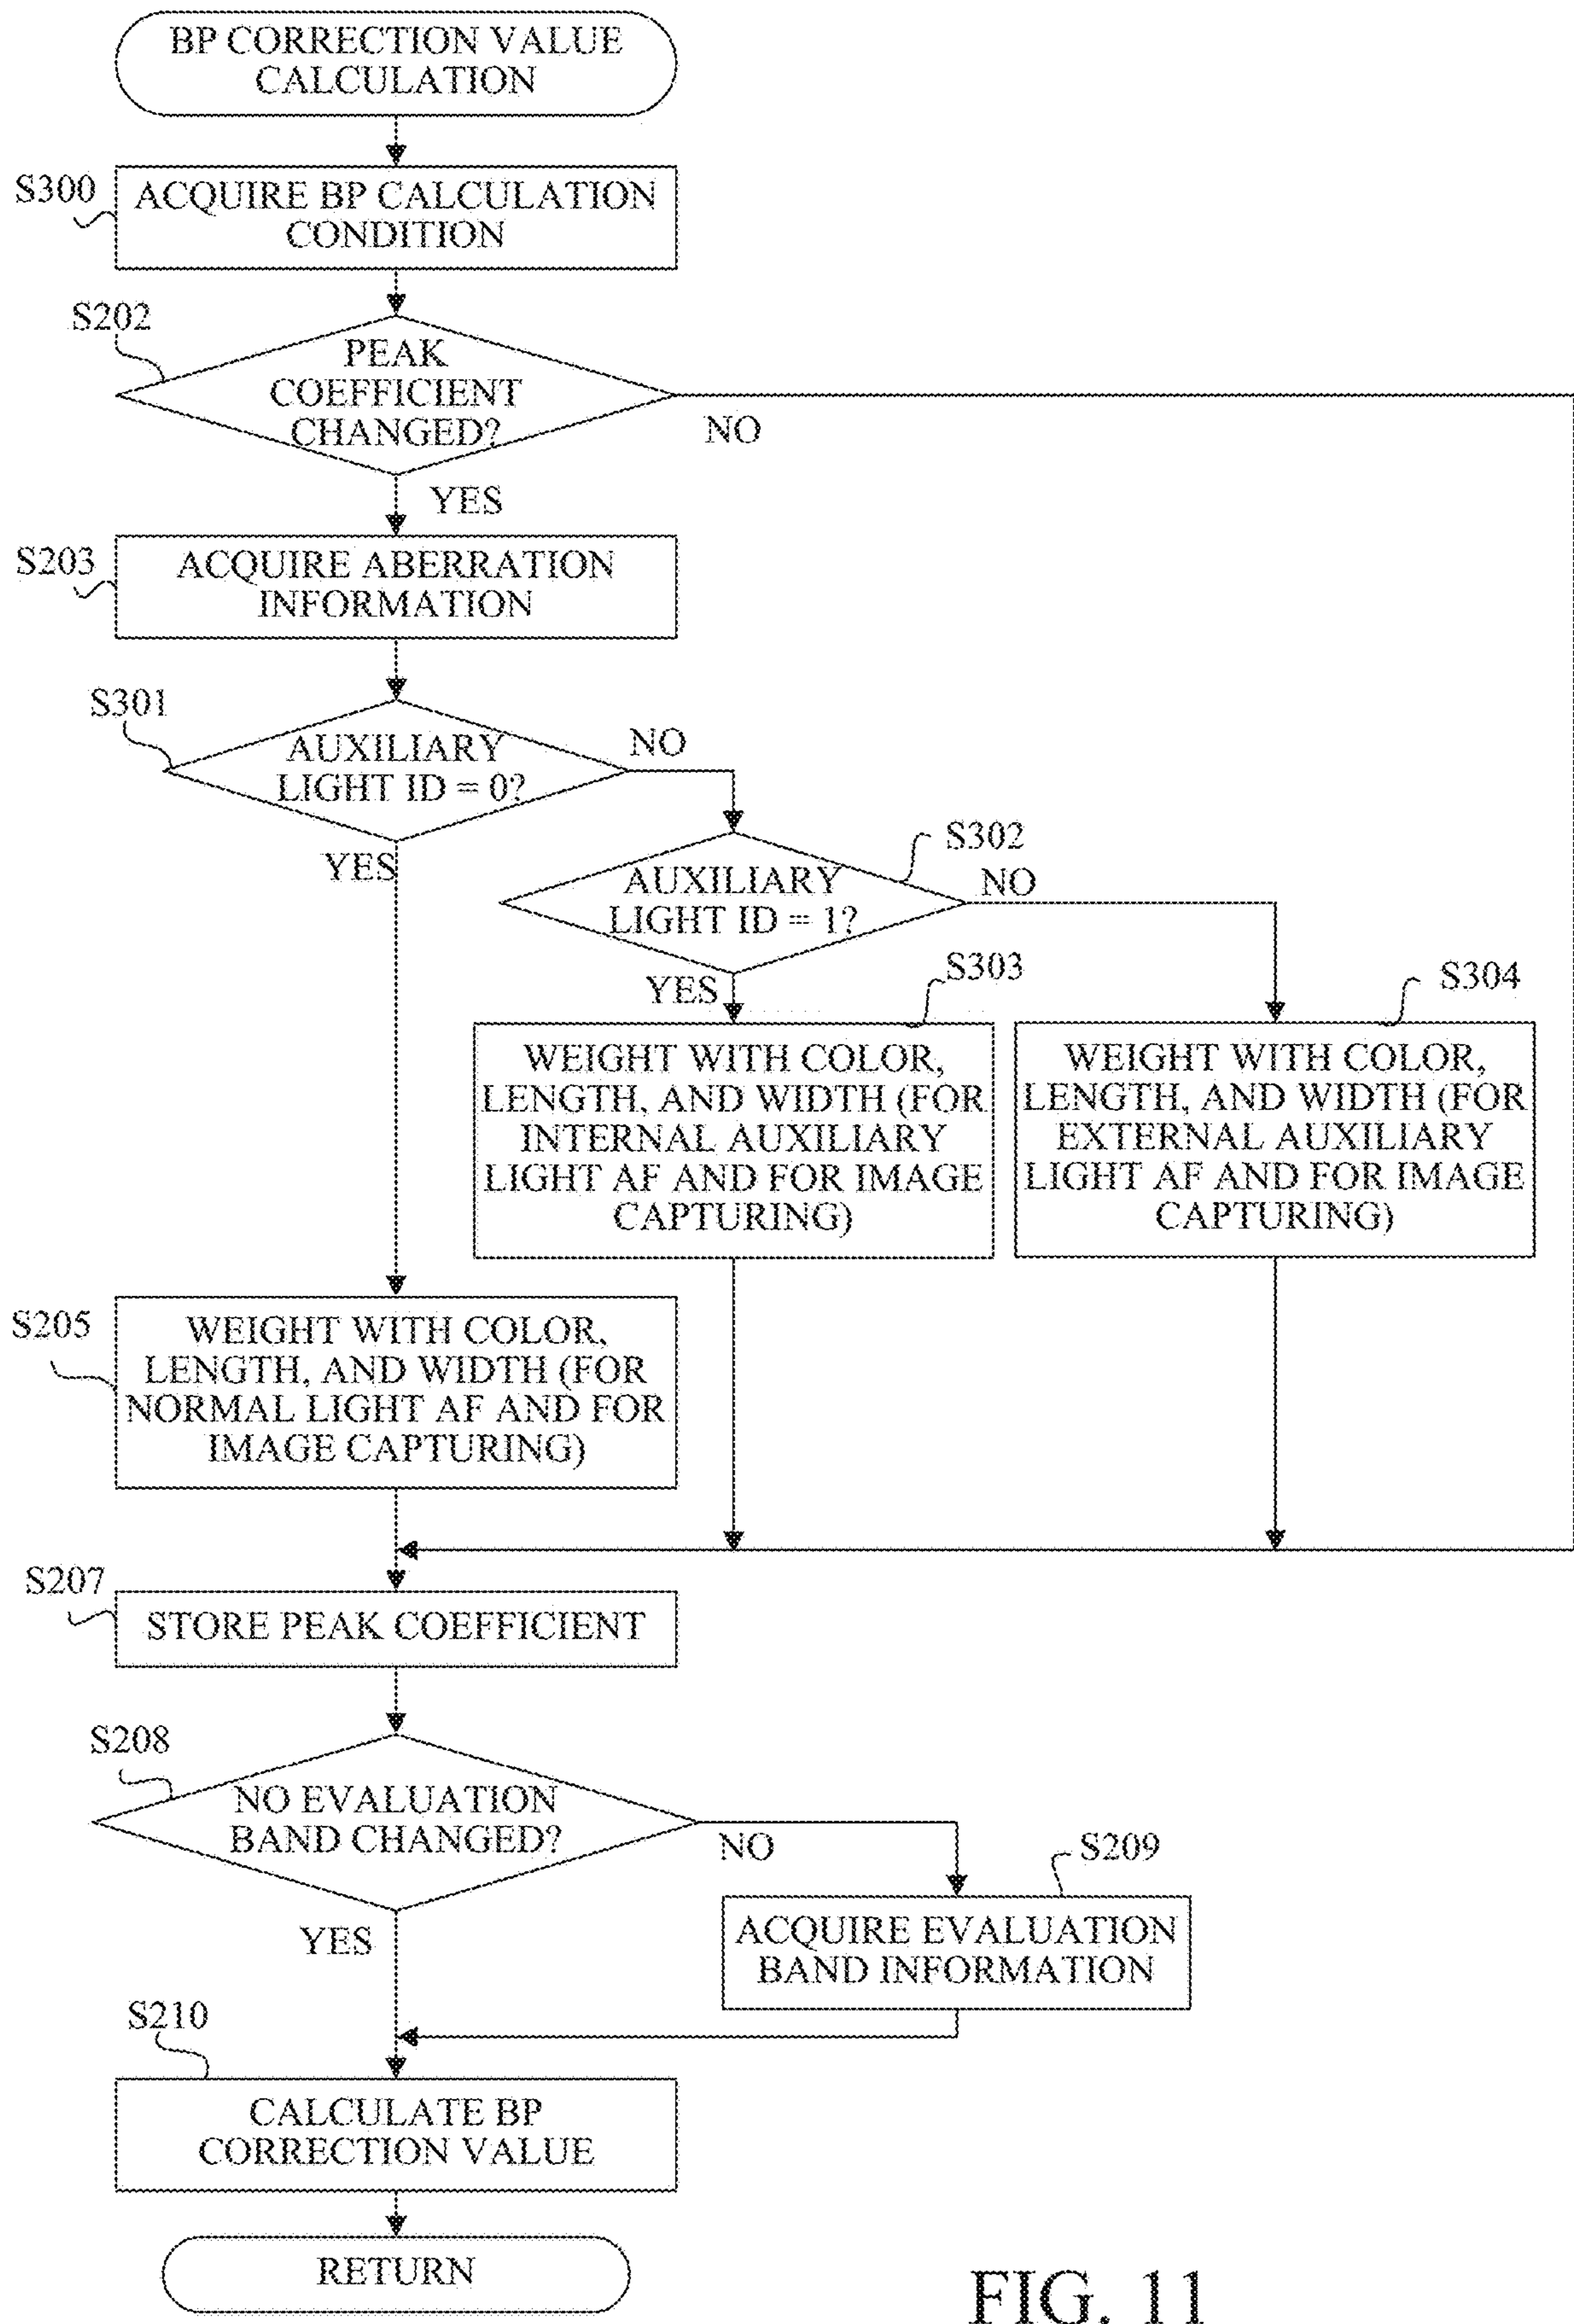 BP CORRECTION VALUE
CALCULATION
S300
ACQUIRE BP CALCULATION
CONDITION
S202
PEAK
COEFFICIENT
CHANGED?
NO
YES
S203
ACQUIRE ABERRATION
INFORMATION
S301
AUXILIARY
LIGHT ID = 0?
NO
YES
S302
AUXILIARY
LIGHT ID = 1?
NO
YES
S303
WEIGHT WITH COLOR,
LENGTH, AND WIDTH (FOR
INTERNAL AUXILIARY
LIGHT AF AND FOR IMAGE
CAPTURING)
S304
WEIGHT WITH COLOR,
LENGTH, AND WIDTH (FOR
EXTERNAL AUXILIARY
LIGHT AF AND FOR IMAGE
CAPTURING)
S205
WEIGHT WITH COLOR,
LENGTH, AND WIDTH (FOR
NORMAL LIGHT AF AND FOR
IMAGE CAPTURING)
S207
STORE PEAK COEFFICIENT
S208
NO EVALUATION
BAND CHANGED?
NO
YES
S209
ACQUIRE EVALUATION
BAND INFORMATION
S210
CALCULATE BP
CORRECTION VALUE
RETURN
FIG. 11